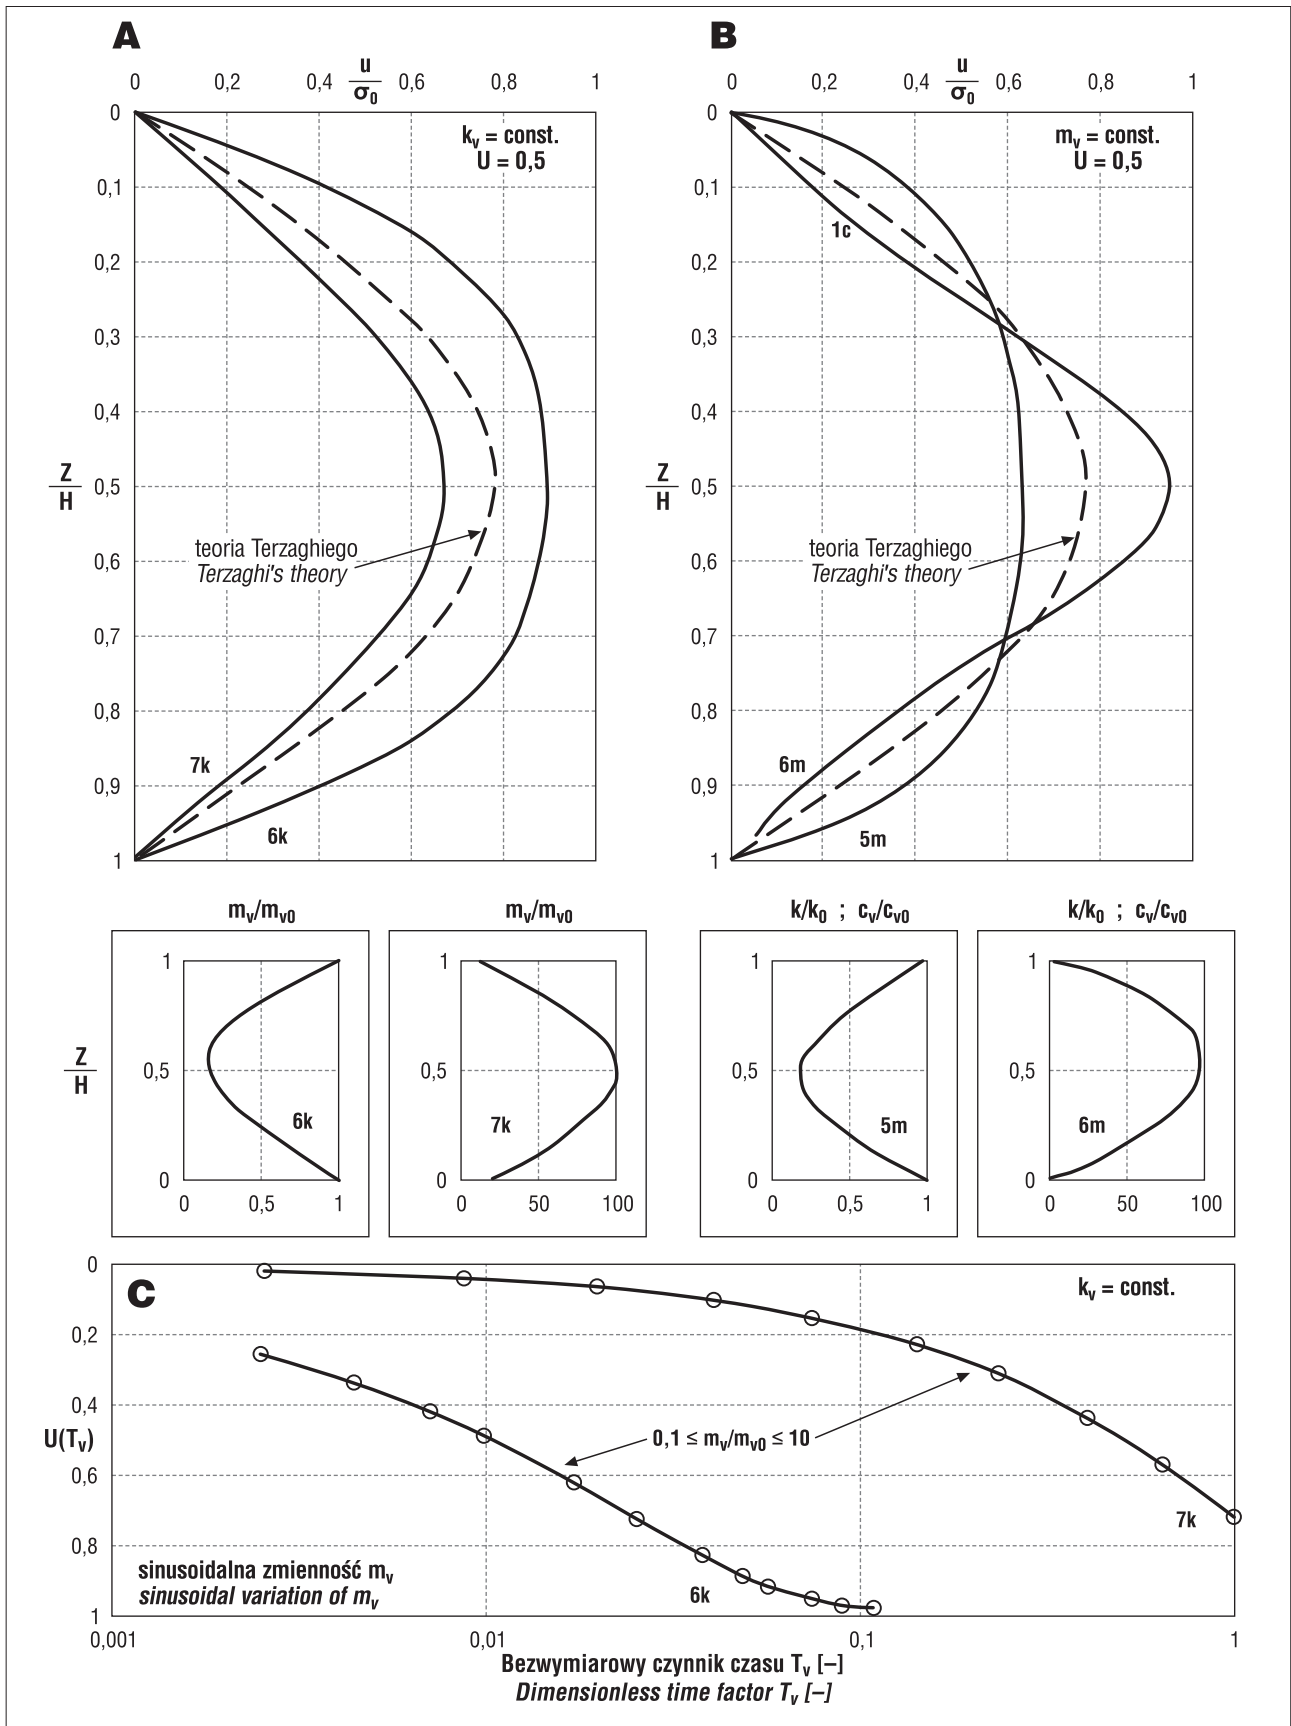 A
B
u
σ0
0 0,2 0,4 0,6 0,8 1
u
σ0
0 0,2 0,4 0,6 0,8 1
0
0,1
0,2
0,3
0,4
0,5
0,6
0,7
0,8
0,9
1
Z
H
kv = const.
U = 0,5
teoria Terzaghiego
Terzaghi's theory
7k
6k
0
0,1
0,2
0,3
0,4
0,5
0,6
0,7
0,8
0,9
1
Z
H
mv = const.
U = 0,5
1c
teoria Terzaghiego
Terzaghi's theory
6m
5m
mv/mv0
mv/mv0
k/k0 ; cv/cv0
k/k0 ; cv/cv0
Z
H
1
0,5
0
6k
0 0,5 1
1
0,5
0
7k
0 50 100
1
0,5
0
5m
0 0,5 1
1
0,5
0
6m
0 50 100
C
kv = const.
0
0,2
0,4
U(Tv)
0,6
0,8
1
0,1 ≤ mv/mv0 ≤ 10
7k
6k
sinusoidalna zmienność mv
sinusoidal variation of mv
0,001 0,01 0,1 1
Bezwymiarowy czynnik czasu Tv [–]
Dimensionless time factor Tv [–]